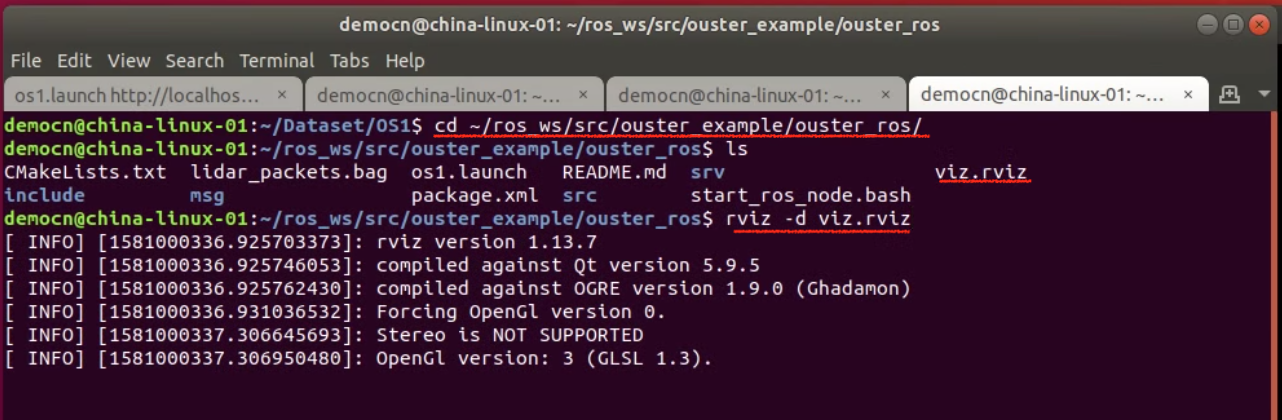 democn@china-linux-01: ~/ros_ws/src/ouster_example/ouster_ros
File Edit View Search Terminal Tabs Help
os1.launch http://localhos... × democn@china-linux-01: ~... × democn@china-linux-01: ~... × democn@china-linux-01: ~... ×
democn@china-linux-01:~/Dataset/OS1$ cd ~/ros_ws/src/ouster_example/ouster_ros/
democn@china-linux-01:~/ros_ws/src/ouster_example/ouster_ros$ ls
CMakeLists.txt lidar_packets.bag os1.launch README.md srv viz.rviz
include msg package.xml src start_ros_node.bash
democn@china-linux-01:~/ros_ws/src/ouster_example/ouster_ros$ rviz -d viz.rviz
[ INFO] [1581000336.925703373]: rviz version 1.13.7
[ INFO] [1581000336.925746053]: compiled against Qt version 5.9.5
[ INFO] [1581000336.925762430]: compiled against OGRE version 1.9.0 (Ghadamon)
[ INFO] [1581000336.931036532]: Forcing OpenGl version 0.
[ INFO] [1581000337.306645693]: Stereo is NOT SUPPORTED
[ INFO] [1581000337.306950480]: OpenGl version: 3 (GLSL 1.3).